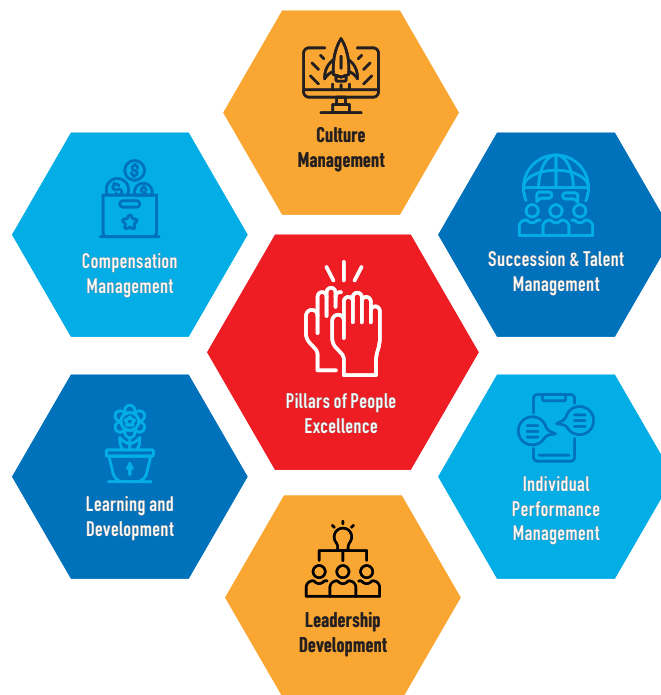 Culture
Management
Compensation
Management
Succession & Talent
Management
Pillars of People
Excellence
Learning and
Development
Individual
Performance
Management
Leadership
Development